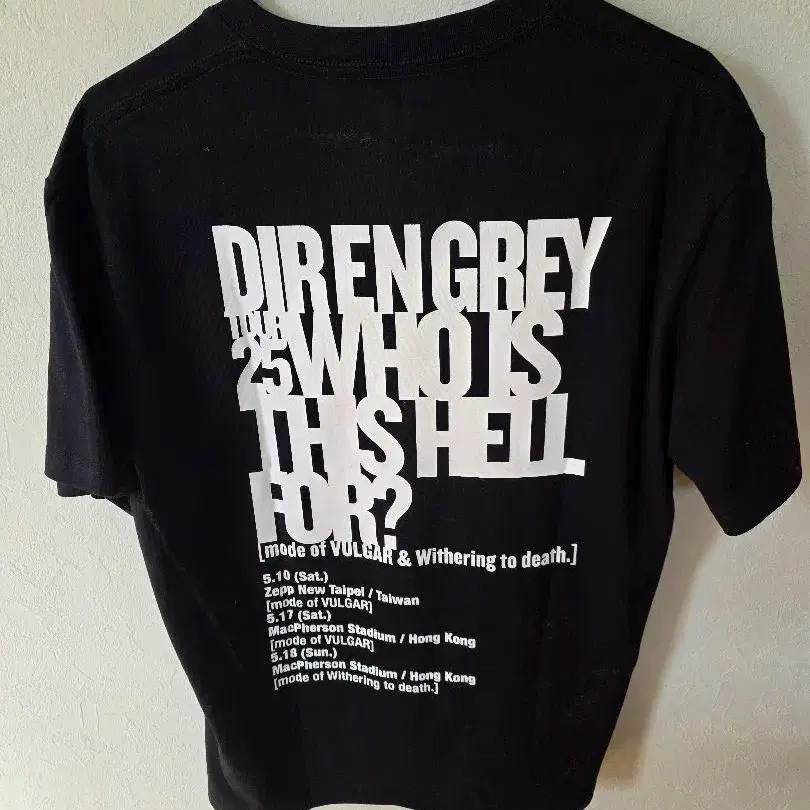 DIR EN GREY
TOUR
25 WHO IS
THIS HELL
FOR?
[mode of VULGAR & Withering to death.]
5.10 (Sat.)
Zepp New Taipei / Taiwan
[mode of VULGAR]
5.17 (Sat.)
MacPherson Stadium / Hong Kong
[mode of VULGAR]
5.18 (Sun.)
MacPherson Stadium / Hong Kong
[mode of Withering to death.]